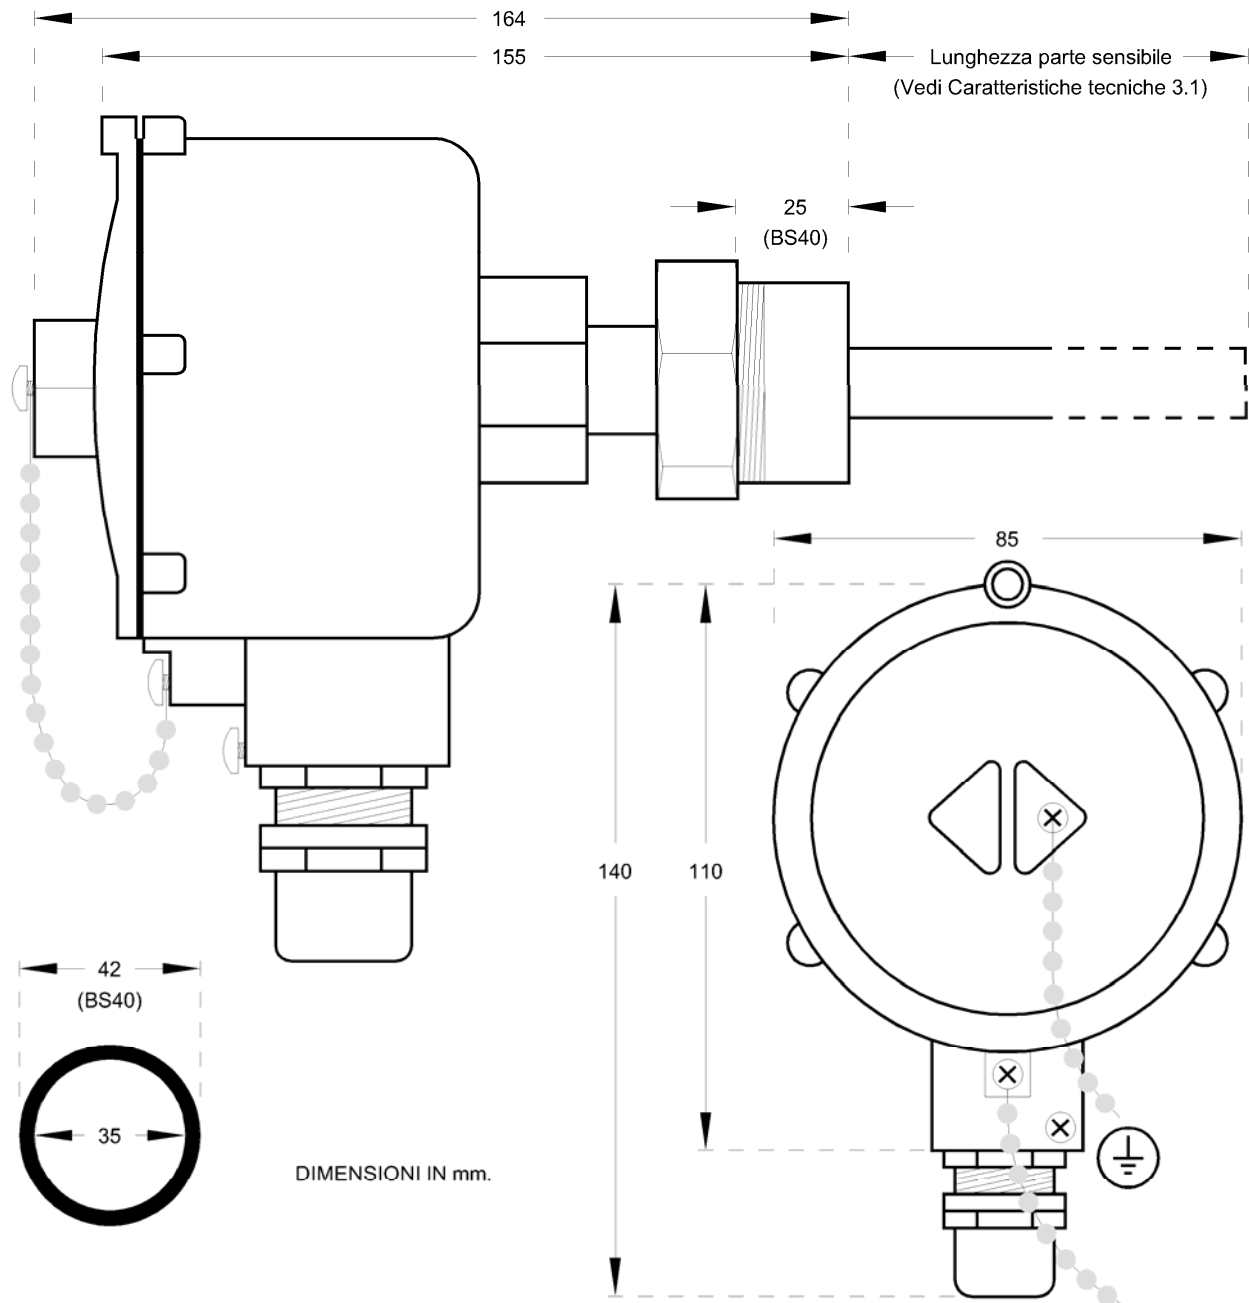 164
155
Lunghezza parte sensibile
(Vedi Caratteristiche tecniche 3.1)
25
(BS40)
85
140
110
42
(BS40)
35
DIMENSIONI IN mm.